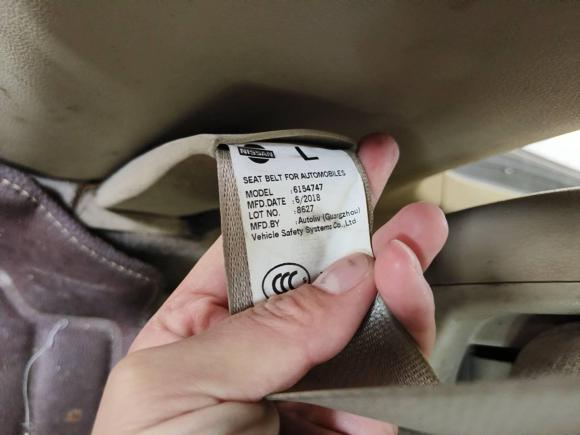 NISSAN L
SEAT BELT FOR AUTOMOBILES
MODEL :6154747
MFD.DATE :6/2018
LOT NO. :8627
MFD.BY :Autoliv (Guangzhou)
Vehicle Safety Systems Co.,Ltd.
CCC